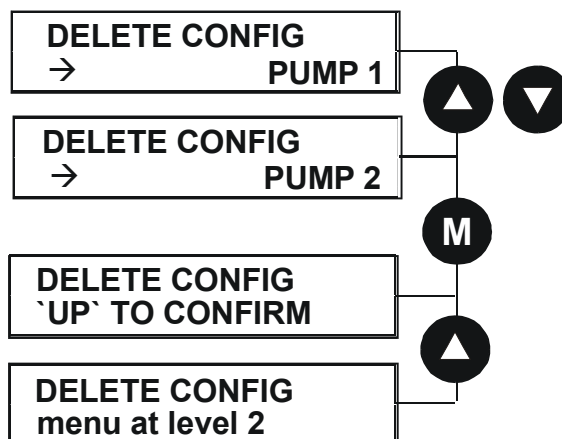 DELETE CONFIG
→ PUMP 1
DELETE CONFIG
→ PUMP 2
M
DELETE CONFIG
`UP` TO CONFIRM
DELETE CONFIG
menu at level 2